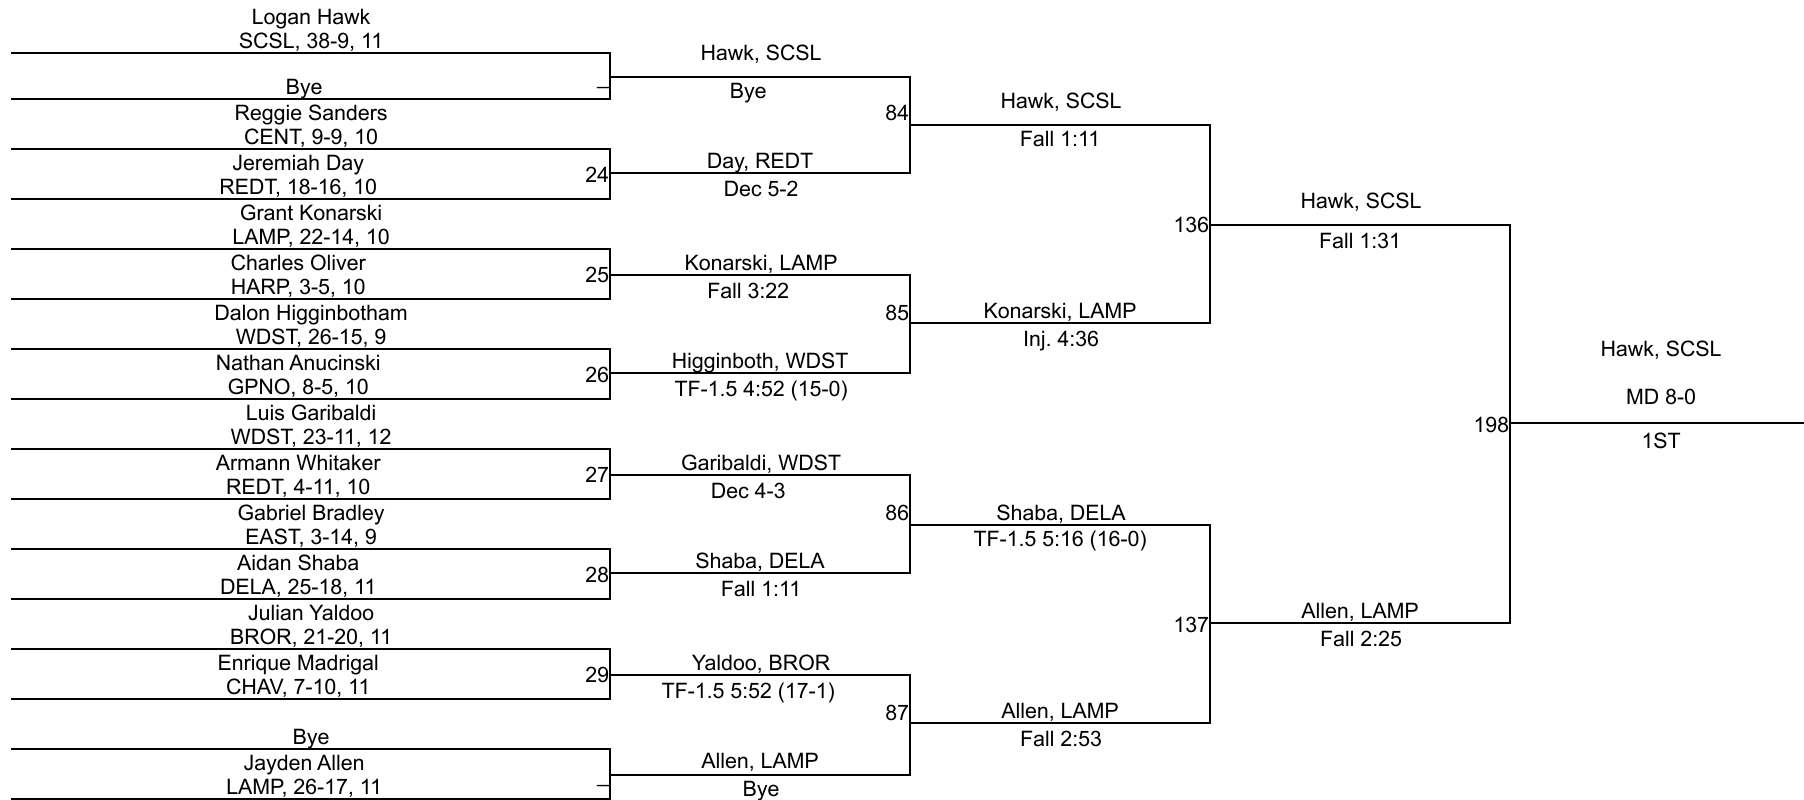 Logan Hawk
SCSL, 38-9, 11
Bye
Reggie Sanders
CENT, 9-9, 10
Jeremiah Day
REDT, 18-16, 10
Grant Konarski
LAMP, 22-14, 10
Charles Oliver
HARP, 3-5, 10
Dalon Higginbotham
WDST, 26-15, 9
Nathan Anucinski
GPNO, 8-5, 10
Luis Garibaldi
WDST, 23-11, 12
Armann Whitaker
REDT, 4-11, 10
Gabriel Bradley
EAST, 3-14, 9
Aidan Shaba
DELA, 25-18, 11
Julian Yaldoo
BROR, 21-20, 11
Enrique Madrigal
CHAV, 7-10, 11
Bye
Jayden Allen
LAMP, 26-17, 11
–
24
25
26
27
28
29
–
Hawk, SCSL
Bye
Day, REDT
Dec 5-2
Konarski, LAMP
Fall 3:22
Higginboth, WDST
TF-1.5 4:52 (15-0)
Garibaldi, WDST
Dec 4-3
Shaba, DELA
Fall 1:11
Yaldoo, BROR
TF-1.5 5:52 (17-1)
Allen, LAMP
Bye
84
85
86
87
Hawk, SCSL
Fall 1:11
Konarski, LAMP
Inj. 4:36
Shaba, DELA
TF-1.5 5:16 (16-0)
Allen, LAMP
Fall 2:53
136
137
Hawk, SCSL
Fall 1:31
Allen, LAMP
Fall 2:25
198
Hawk, SCSL
MD 8-0
1ST